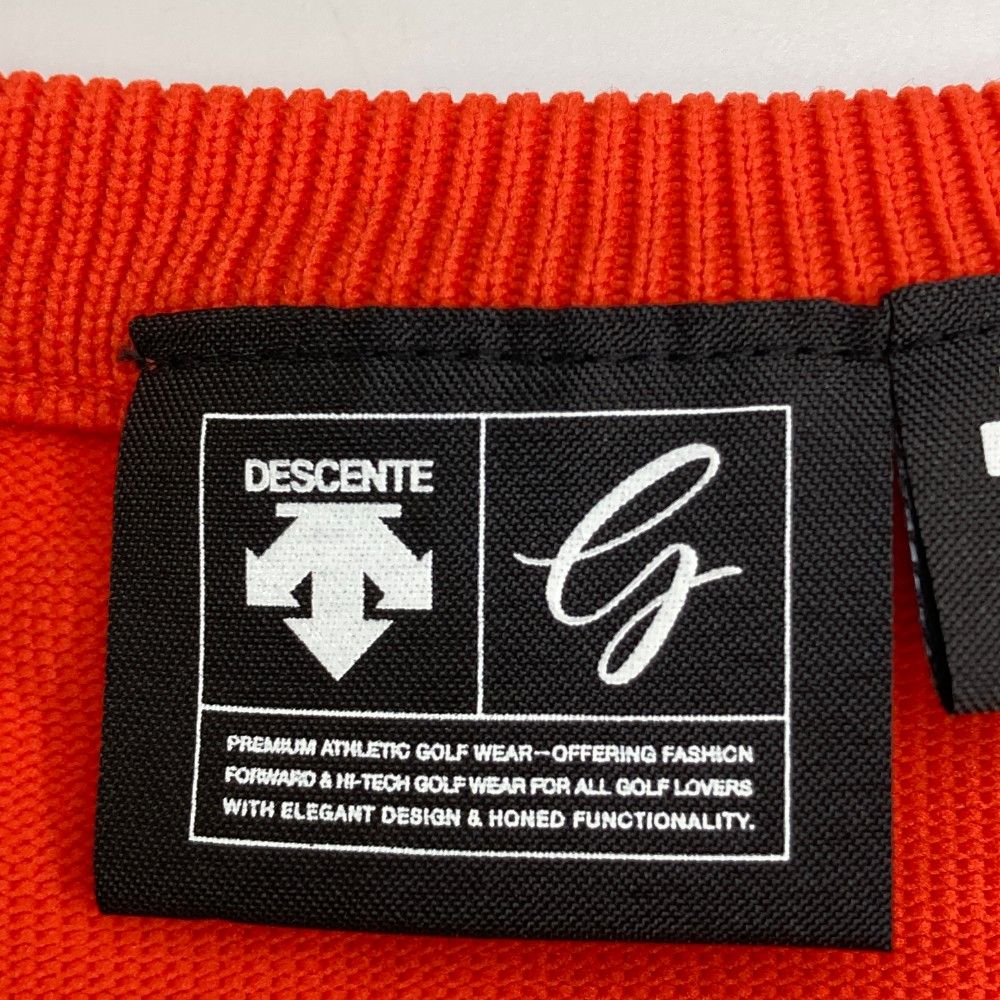 DESCENTE
G
PREMIUM ATHLETIC GOLF WEAR—OFFERING FASHION
FORWARD & HI-TECH GOLF WEAR FOR ALL GOLF LOVERS
WITH ELEGANT DESIGN & HONED FUNCTIONALITY.